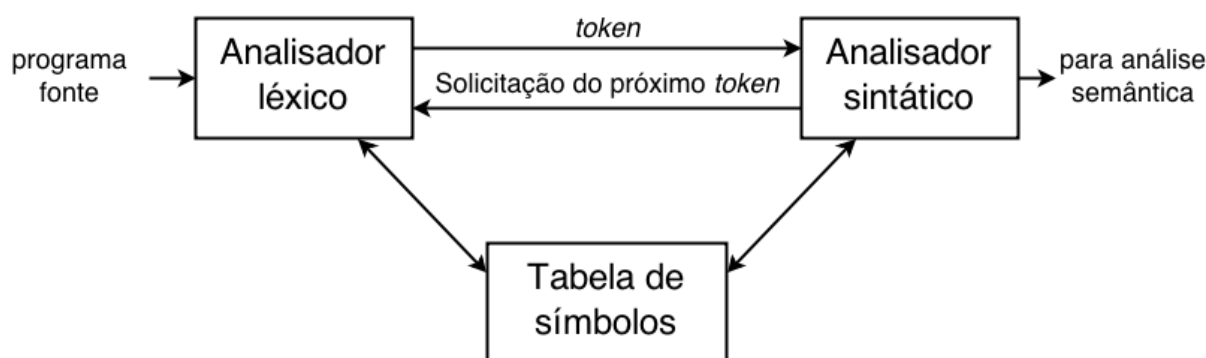 programa
fonte
Analisador
léxico
token
Solicitação do próximo token
Analisador
sintático
para análise
semântica
Tabela de
símbolos